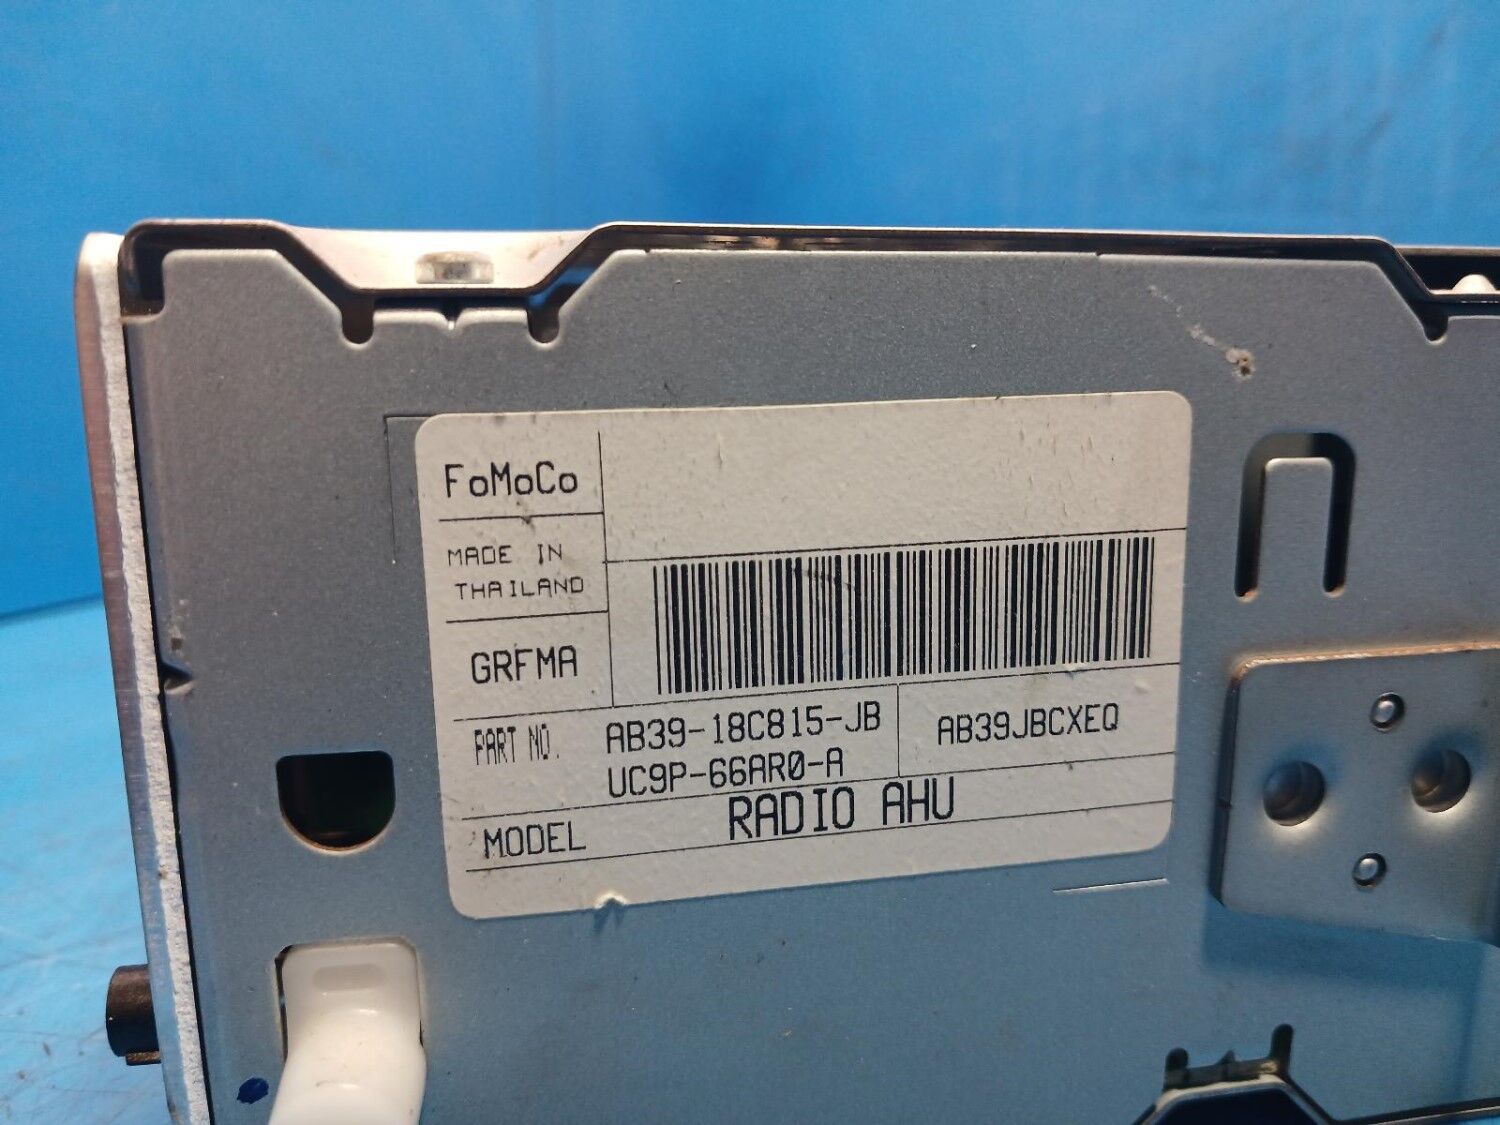 FoMoCo
MADE IN
THAILAND
GRFMA
PART NO.
AB39-18C815-JB
UC9P-66AR0-A
AB39JBCXEQ
MODEL
RADIO AHU